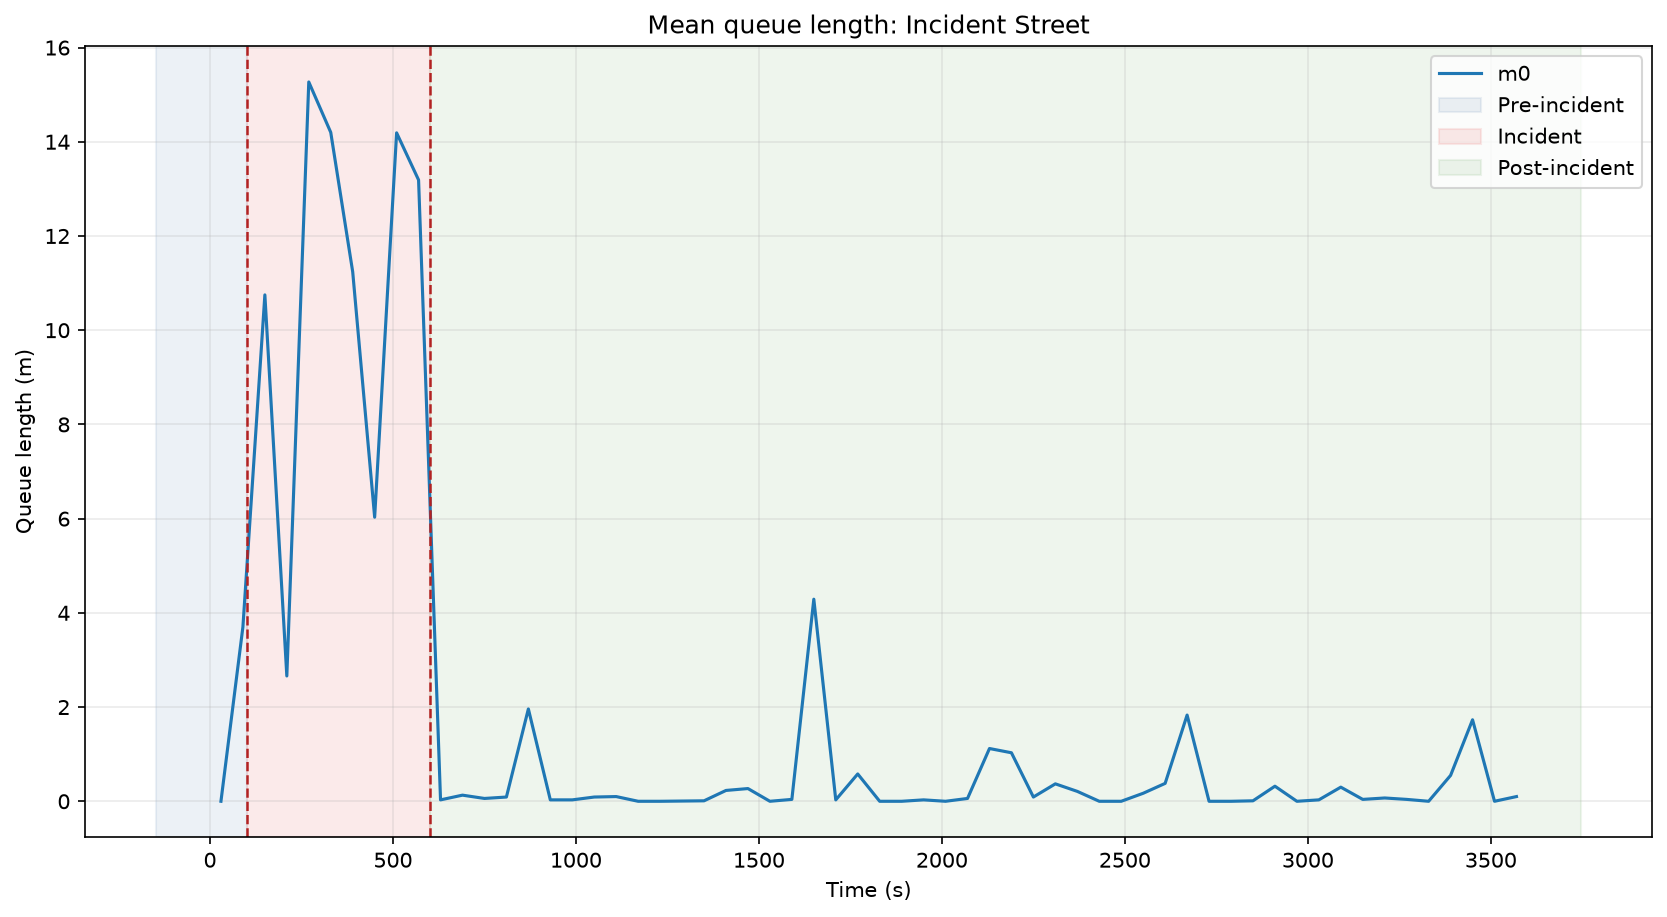 Mean queue length: Incident Street
m0
Pre-incident
Incident
Post-incident
Queue length (m)
16
14
12
10
8
6
4
2
0
0 500 1000 1500 2000 2500 3000 3500
Time (s)